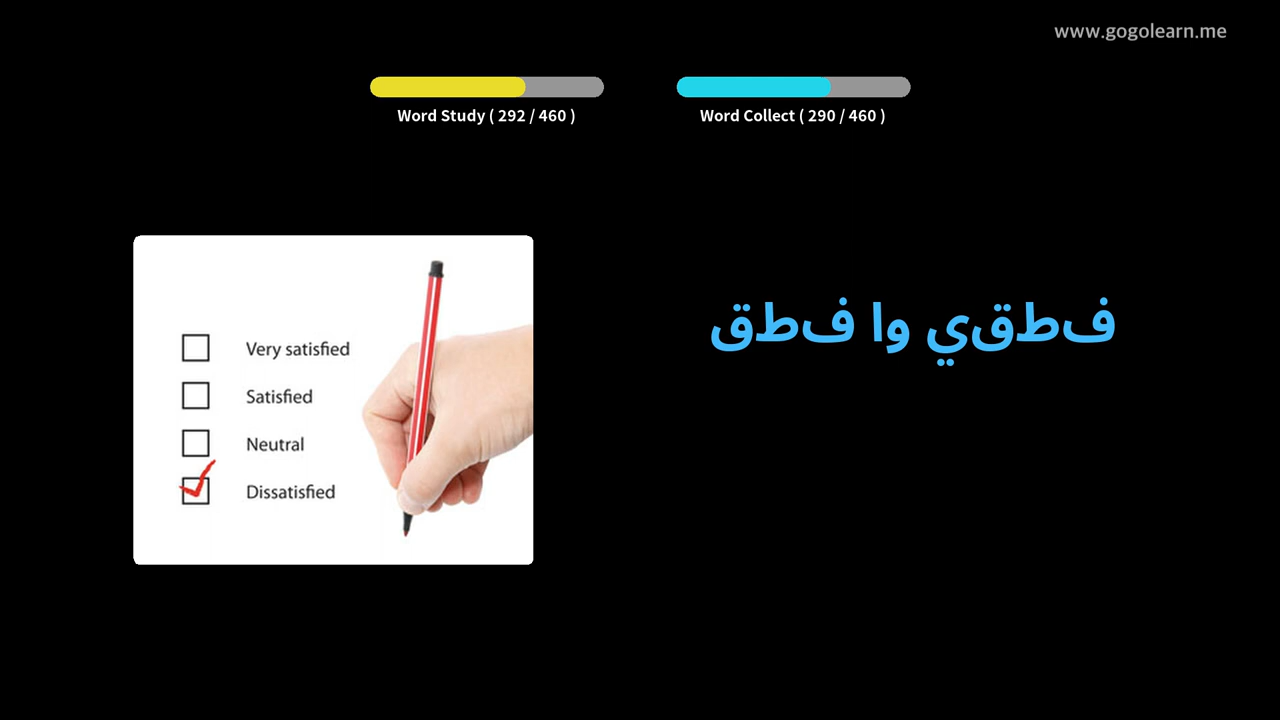 www.gogolearn.me
Word Study ( 292 / 460 )
Word Collect ( 290 / 460 )
Very satisfied
Satisfied
Neutral
Dissatisfied
فطقي وا فطق